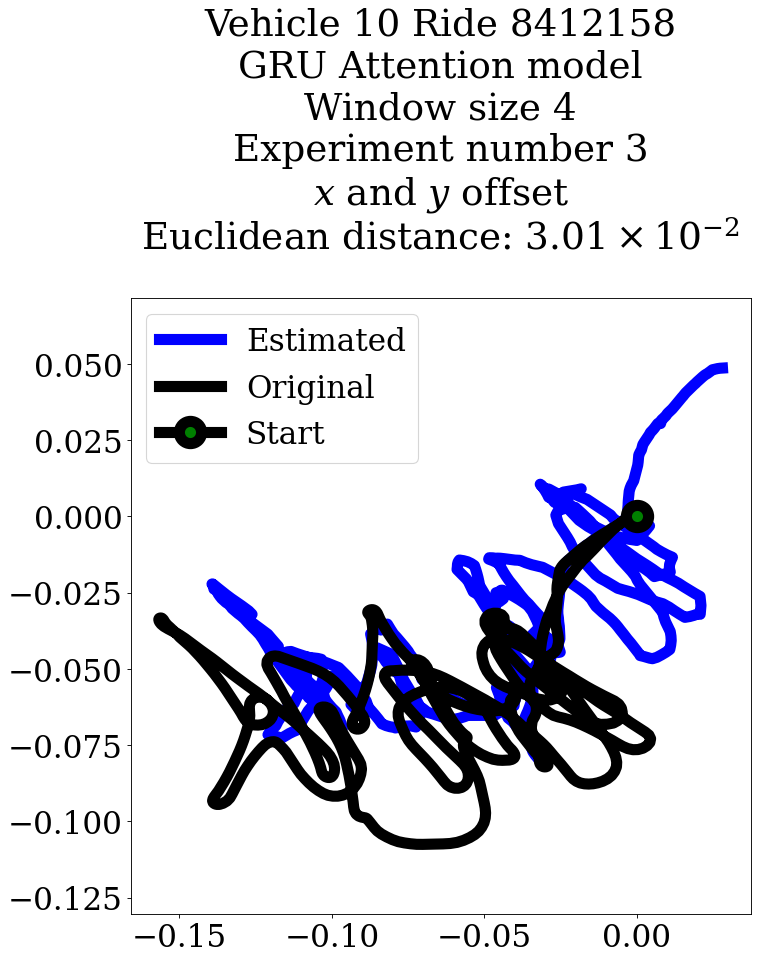 Vehicle 10 Ride 8412158
GRU Attention model
Window size 4
Experiment number 3
x and y offset
Euclidean distance: 3.01 × 10⁻²
Estimated
Original
Start
0.050
0.025
0.000
−0.025
−0.050
−0.075
−0.100
−0.125
−0.15 −0.10 −0.05 0.00